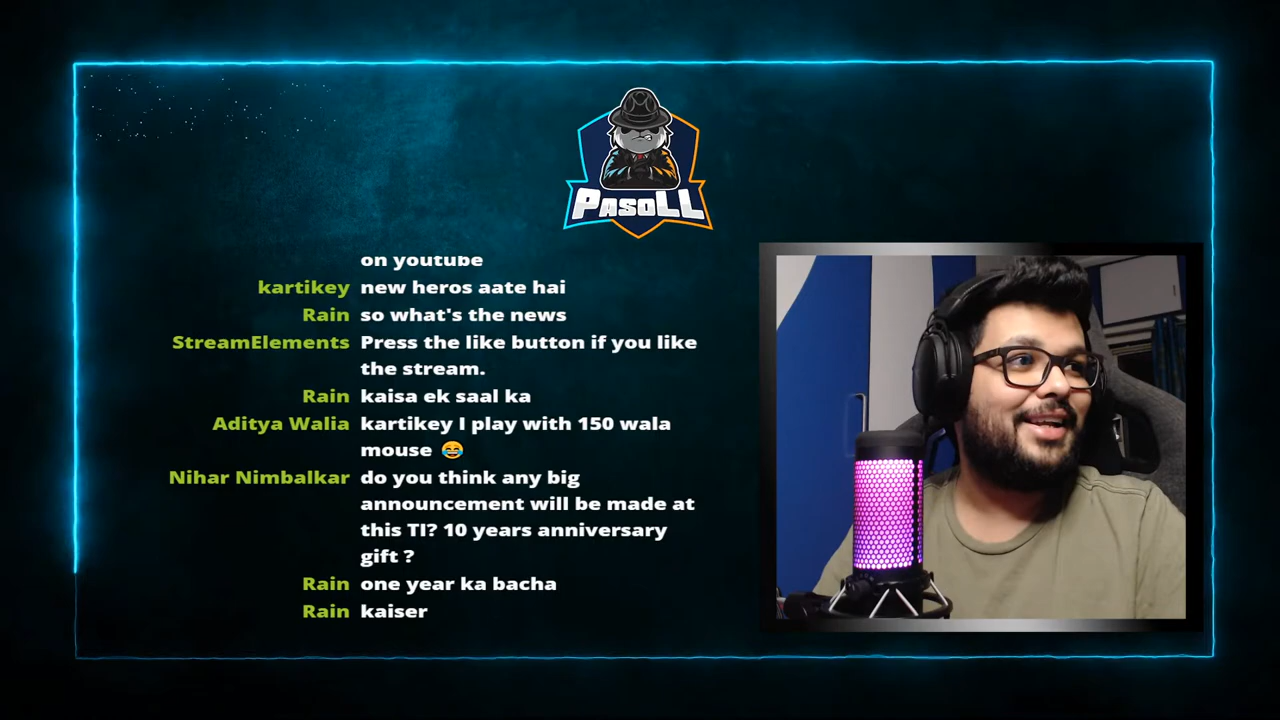 PASOLL
on youtube
kartikey new heros aate hai
Rain so what's the news
StreamElements Press the like button if you like
the stream.
Rain kaisa ek saal ka
Aditya Walia kartikey I play with 150 wala
mouse 😂
Nihar Nimbalkar do you think any big
announcement will be made at
this TI? 10 years anniversary
gift ?
Rain one year ka bacha
Rain kaiser